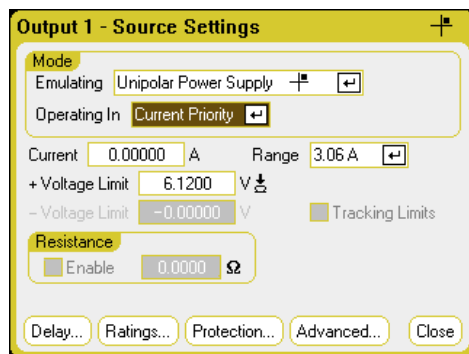 Output 1 - Source Settings
Mode
Emulating Unipolar Power Supply
Operating In Current Priority
Current 0.00000 A Range 3.06 A
+ Voltage Limit 6.1200 V
- Voltage Limit -0.00000 V Tracking Limits
Resistance
Enable 0.0000 Ω
Delay... Ratings... Protection... Advanced... Close